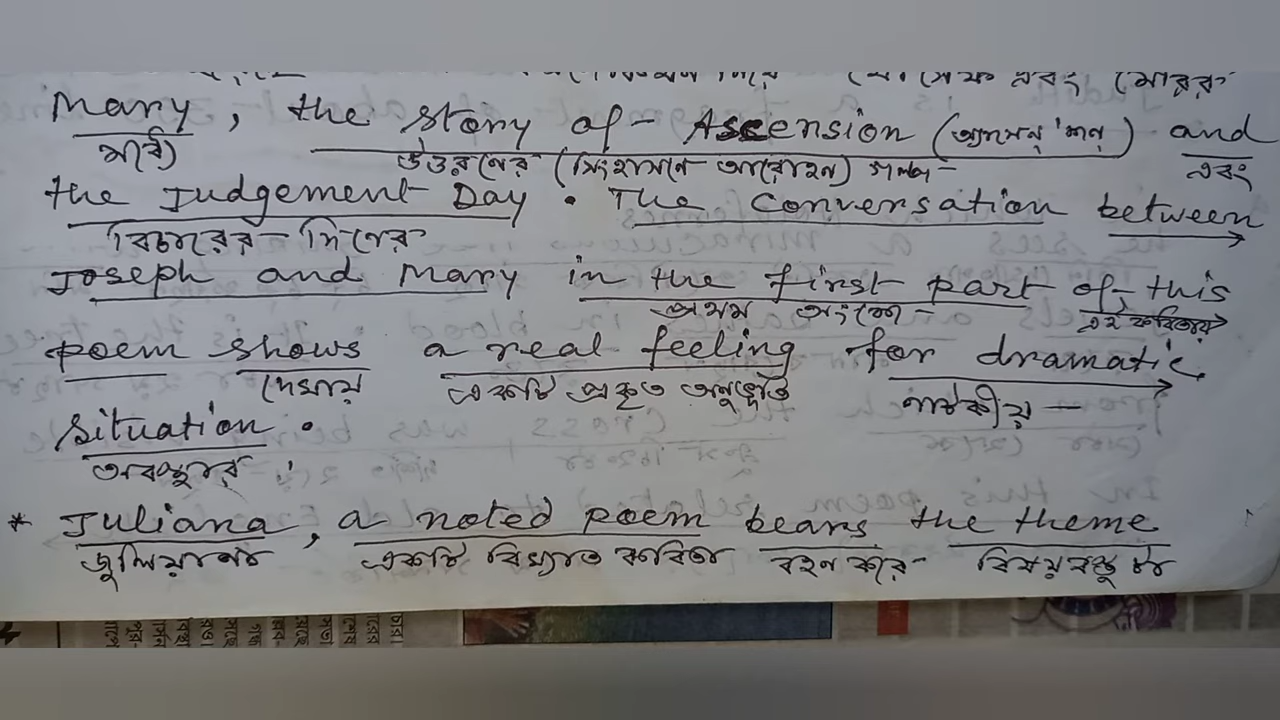 এবং মেরীর
Mary, the story of Ascension (অ্যাসেন্'শন্) and
মার্বি উত্তরণের (সিংহাসনে আরোহন) গল্প এবং
the Judgement Day. The Conversation between
বিচারের দিনের
Joseph and Mary in the first part of this
প্রথম অংশে এই কবিতার
poem shows a real feeling for dramatic
দেখায় একটি প্রকৃত অনুভূতি নাটকীয়
situation.
অবস্থার
* Juliana, a noted poem bears the theme
জুলিয়ানা একটি বিখ্যাত কবিতা বহন করে বিষয়বস্তুটি